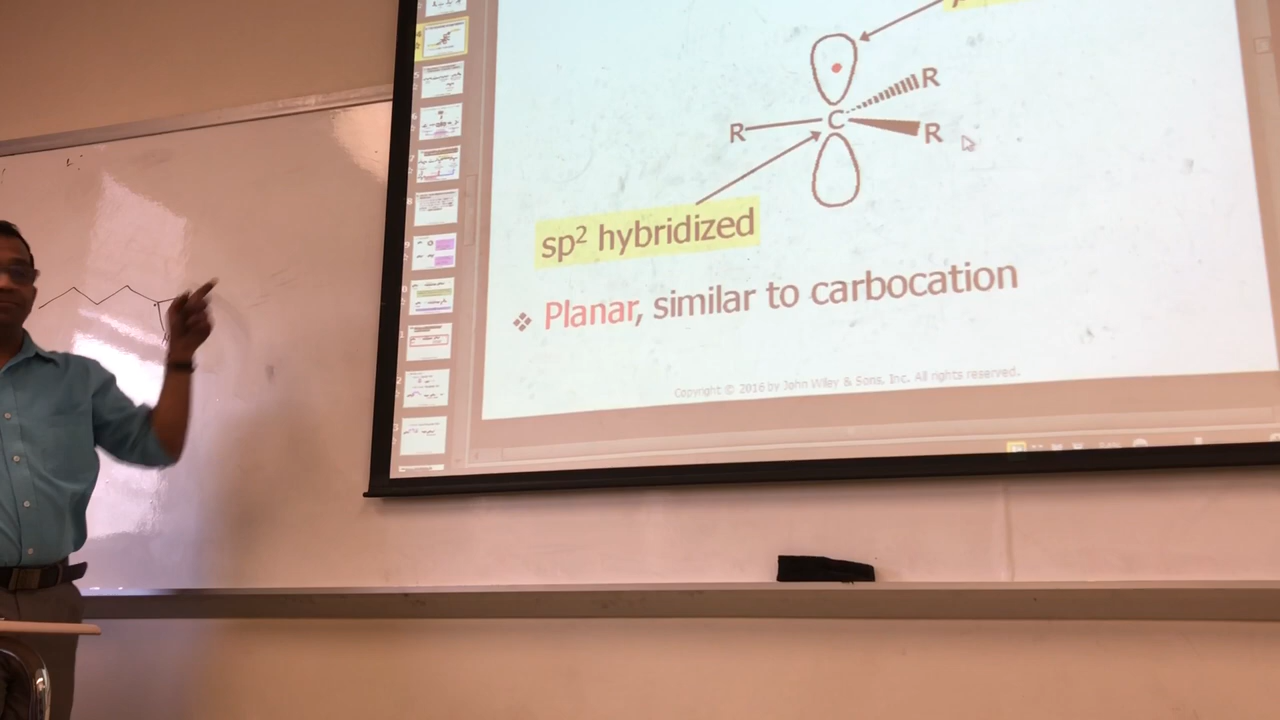 R
C
R
R
sp² hybridized
❖ Planar, similar to carbocation
Copyright © 2016 by John Wiley & Sons, Inc. All rights reserved.